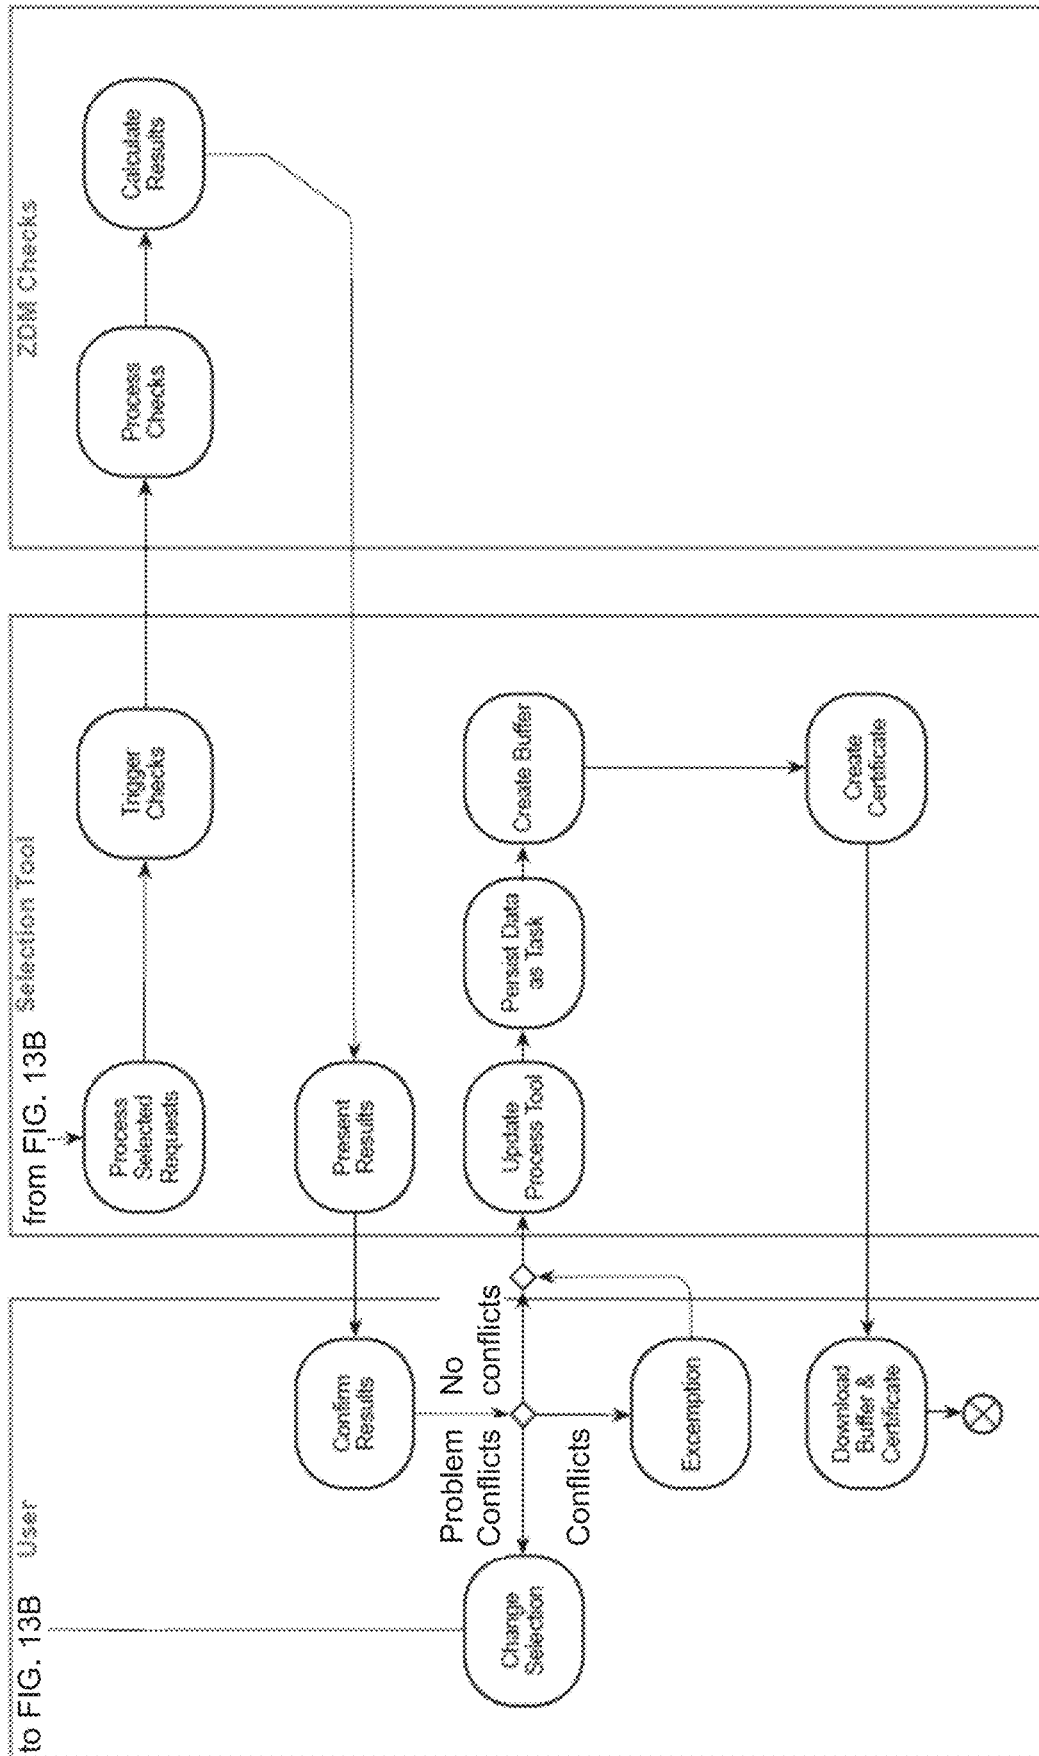 to FIG. 13B
User
from FIG. 13B
Selection Tool
ZDM Checks
Process
Selected
Requests
Trigger
Checks
Process
Checks
Calculate
Results
Confirm
Results
Present
Results
Problem
Conflicts
No
conflicts
Conflicts
Change
Selection
Update
Process Tool
Persist Data
as Task
Create Buffer
Excemption
Download
Buffer &
Certificate
Create
Certificate